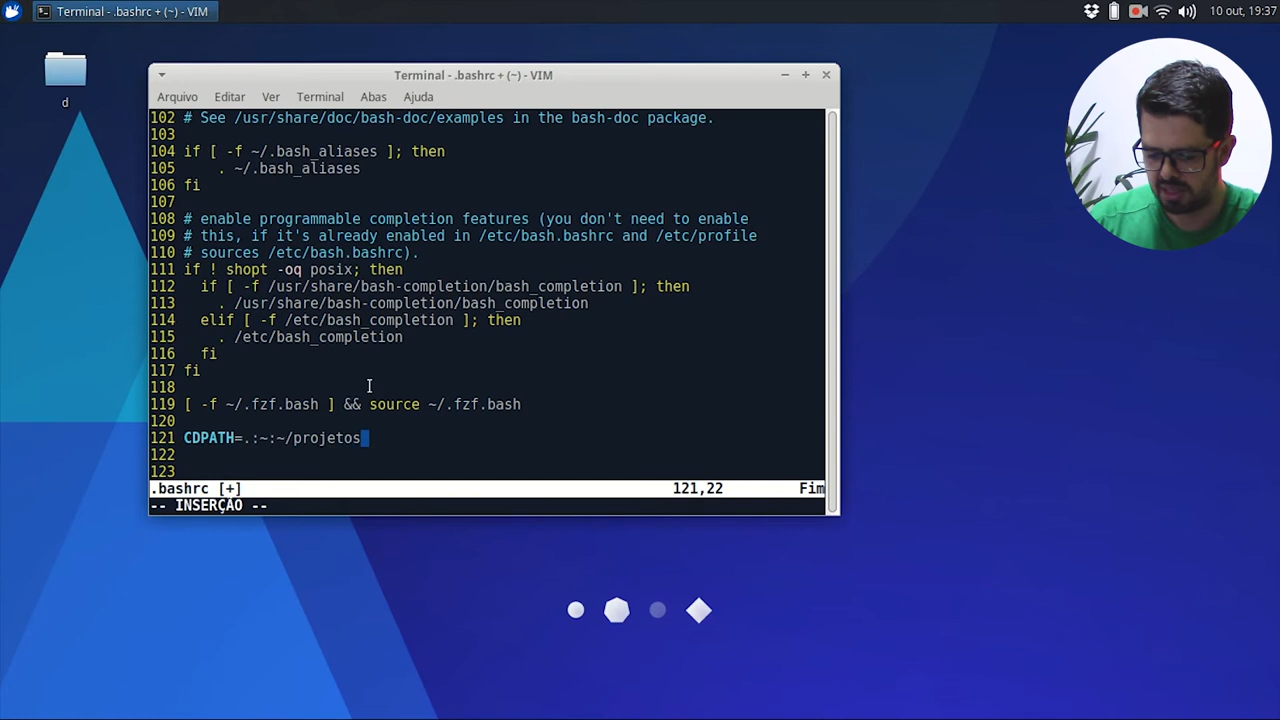 Terminal - .bashrc + (~) - VIM
10 out, 19:37
d
Terminal - .bashrc + (~) - VIM
Arquivo Editar Ver Terminal Abas Ajuda
102 # See /usr/share/doc/bash-doc/examples in the bash-doc package.
103
104 if [ -f ~/.bash_aliases ]; then
105     . ~/.bash_aliases
106 fi
107
108 # enable programmable completion features (you don't need to enable
109 # this, if it's already enabled in /etc/bash.bashrc and /etc/profile
110 # sources /etc/bash.bashrc).
111 if ! shopt -oq posix; then
112   if [ -f /usr/share/bash-completion/bash_completion ]; then
113     . /usr/share/bash-completion/bash_completion
114   elif [ -f /etc/bash_completion ]; then
115     . /etc/bash_completion
116   fi
117 fi
118
119 [ -f ~/.fzf.bash ] && source ~/.fzf.bash
120
121 CDPATH=.:~:~/projetos
122
123
.bashrc [+] 121,22 Fim
-- INSERÇÃO --